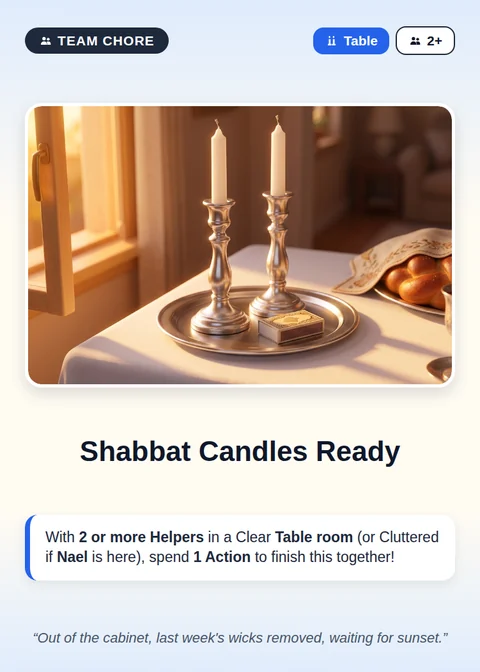 TEAM CHORE
Table
2+
Shabbat Candles Ready
With 2 or more Helpers in a Clear Table room (or Cluttered
if Nael is here), spend 1 Action to finish this together!
“Out of the cabinet, last week's wicks removed, waiting for sunset.”